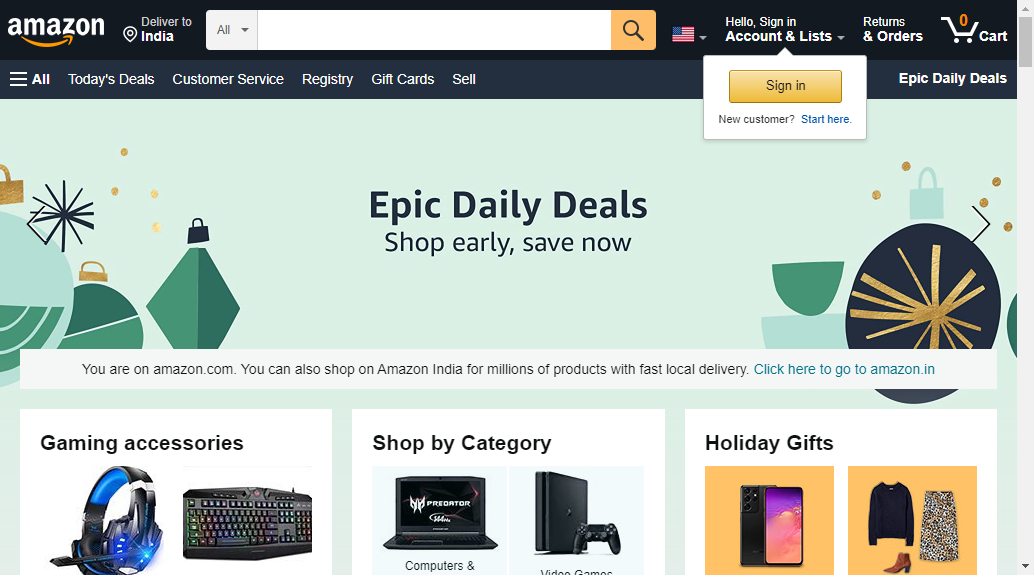 amazon
Deliver to
India
All
Hello, Sign in
Account & Lists
Returns
& Orders
0
Cart
All
Today's Deals
Customer Service
Registry
Gift Cards
Sell
Epic Daily Deals
Sign in
New customer? Start here.
Epic Daily Deals
Shop early, save now
You are on amazon.com. You can also shop on Amazon India for millions of products with fast local delivery. Click here to go to amazon.in
Gaming accessories
Shop by Category
Holiday Gifts
PREDATOR
Computers &
Video Games